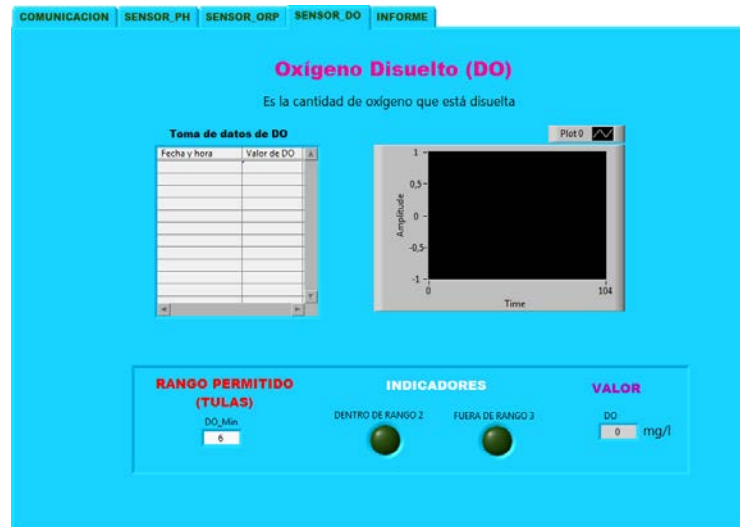 COMUNICACION SENSOR_PH SENSOR_ORP SENSOR_DO INFORME
Oxígeno Disuelto (DO)
Es la cantidad de oxígeno que está disuelta
Toma de datos de DO
Fecha y hora Valor de DO
Plot 0
1
0,5
0
-0,5
-1
Amplitude
0 104
Time
RANGO PERMITIDO
(TULAS)
DO_Min
6
INDICADORES
DENTRO DE RANGO 2 FUERA DE RANGO 3
VALOR
DO
0 mg/l